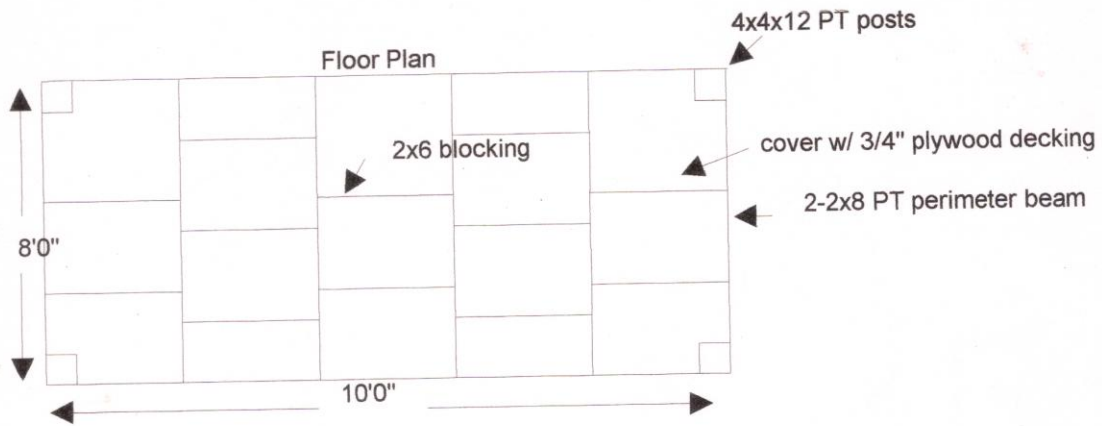 4x4x12 PT posts
Floor Plan
2x6 blocking
cover w/ 3/4" plywood decking
2-2x8 PT perimeter beam
8'0"
10'0"